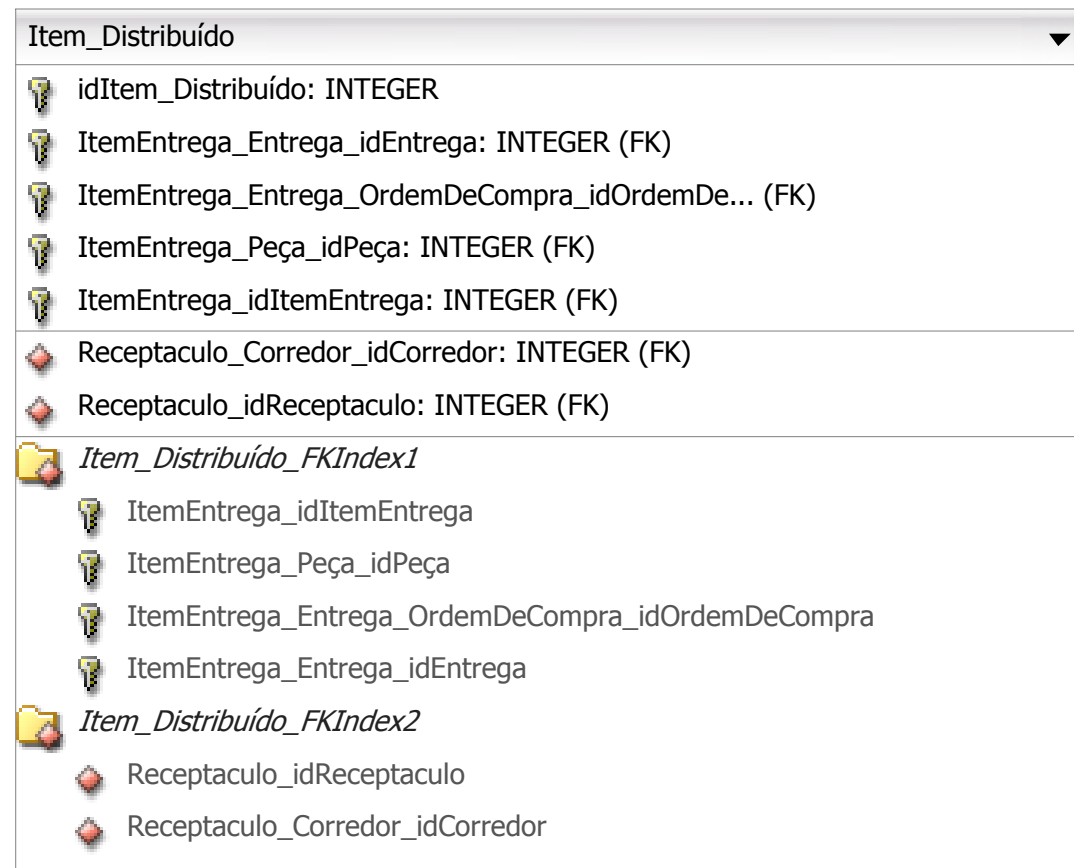 Item_Distribuído
idItem_Distribuído: INTEGER
ItemEntrega_Entrega_idEntrega: INTEGER (FK)
ItemEntrega_Entrega_OrdemDeCompra_idOrdemDe... (FK)
ItemEntrega_Peça_idPeça: INTEGER (FK)
ItemEntrega_idItemEntrega: INTEGER (FK)
Receptaculo_Corredor_idCorredor: INTEGER (FK)
Receptaculo_idReceptaculo: INTEGER (FK)
Item_Distribuído_FKIndex1
ItemEntrega_idItemEntrega
ItemEntrega_Peça_idPeça
ItemEntrega_Entrega_OrdemDeCompra_idOrdemDeCompra
ItemEntrega_Entrega_idEntrega
Item_Distribuído_FKIndex2
Receptaculo_idReceptaculo
Receptaculo_Corredor_idCorredor